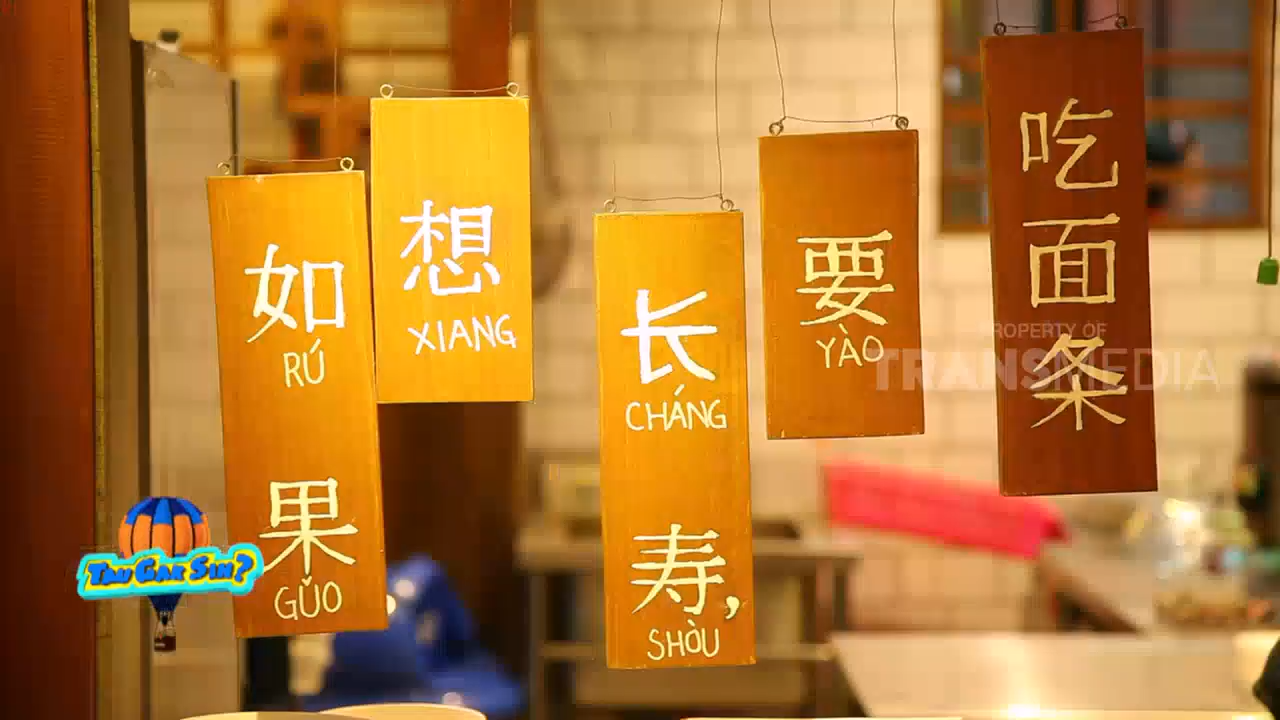 如
RÚ
果
GǓO
想
XIANG
长
CHÁNG
寿,
SHÒU
要
YÀO
吃
面
条
PROPERTY OF
TRANSMEDIA
TAU GAK SIH?